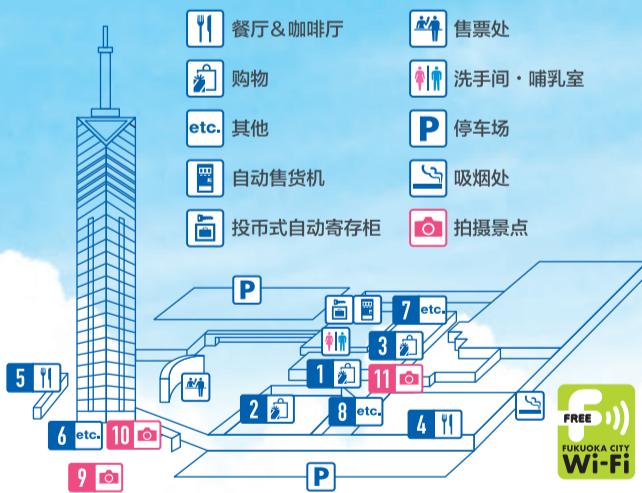 餐厅&咖啡厅
售票处
购物
洗手间・哺乳室
etc. 其他
P 停车场
自动售货机
吸烟处
投币式自动寄存柜
拍摄景点
P
7 etc.
3
5
1
11
2
8 etc.
4
6 etc.
10
9
P
FREE
FUKUOKA CITY
Wi-Fi